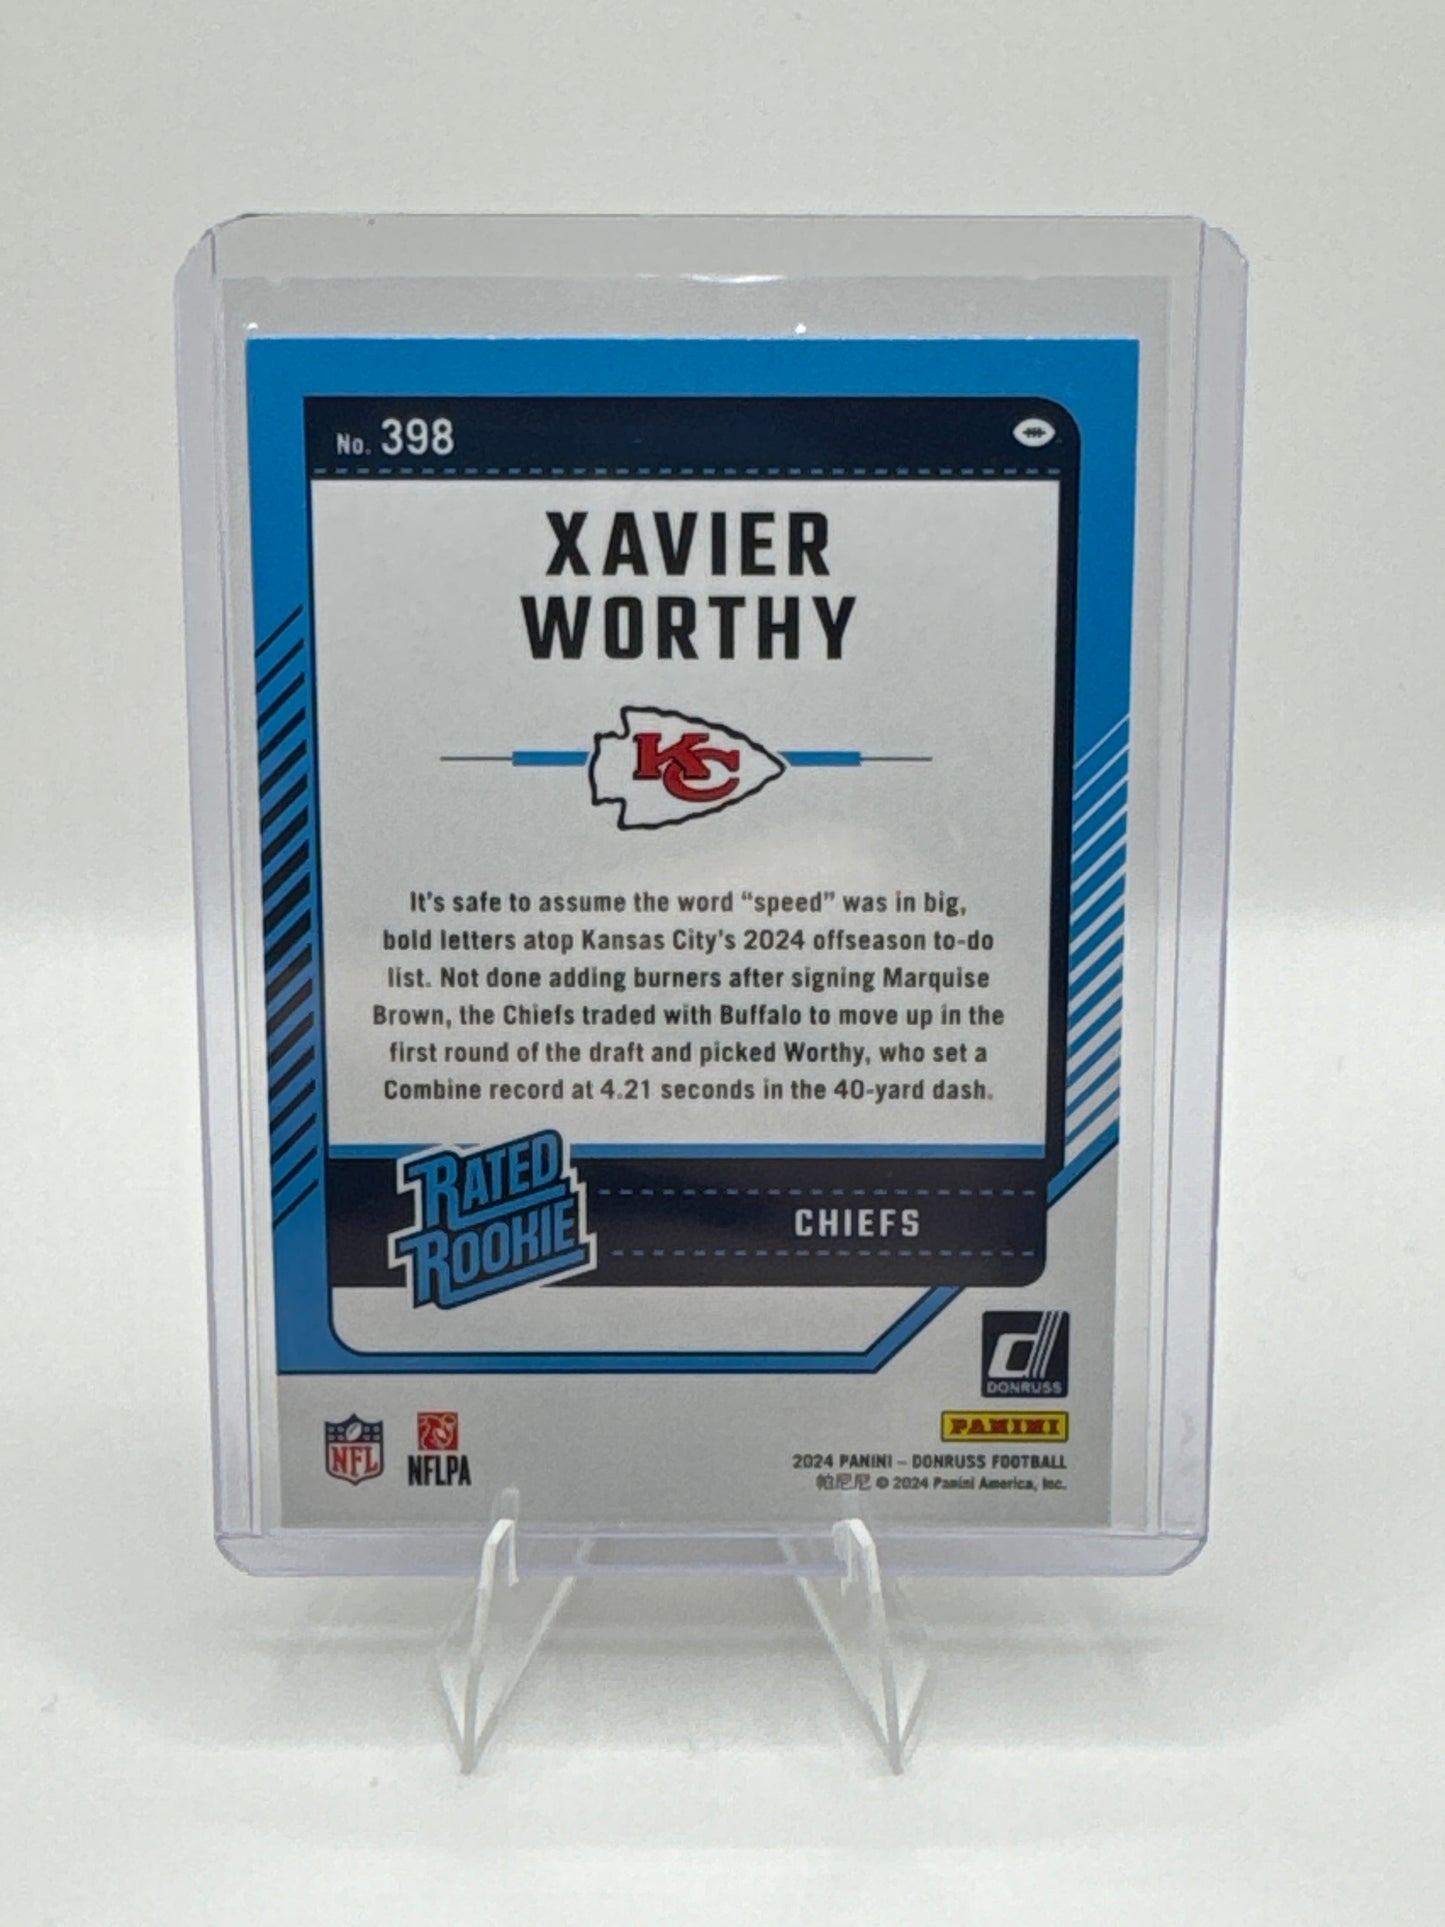 No. 398
XAVIER
WORTHY
KC
It's safe to assume the word “speed” was in big,
bold letters atop Kansas City's 2024 offseason to-do
list. Not done adding burners after signing Marquise
Brown, the Chiefs traded with Buffalo to move up in the
first round of the draft and picked Worthy, who set a
Combine record at 4.21 seconds in the 40-yard dash.
RATED
ROOKIE
CHIEFS
d
DONRUSS
PANINI
NFL
NFLPA
2024 PANINI – DONRUSS FOOTBALL
帕尼尼 © 2024 Panini America, Inc.